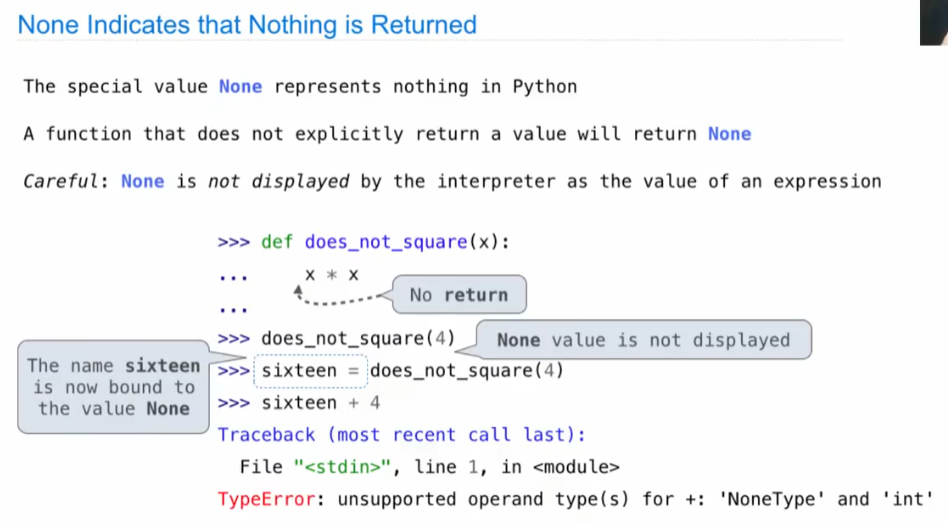 None Indicates that Nothing is Returned
The special value None represents nothing in Python
A function that does not explicitly return a value will return None
Careful: None is not displayed by the interpreter as the value of an expression
>>> def does_not_square(x):
...     x * x
No return
...
>>> does_not_square(4)
None value is not displayed
The name sixteen
is now bound to
the value None
>>> sixteen = does_not_square(4)
>>> sixteen + 4
Traceback (most recent call last):
  File "<stdin>", line 1, in <module>
TypeError: unsupported operand type(s) for +: 'NoneType' and 'int'